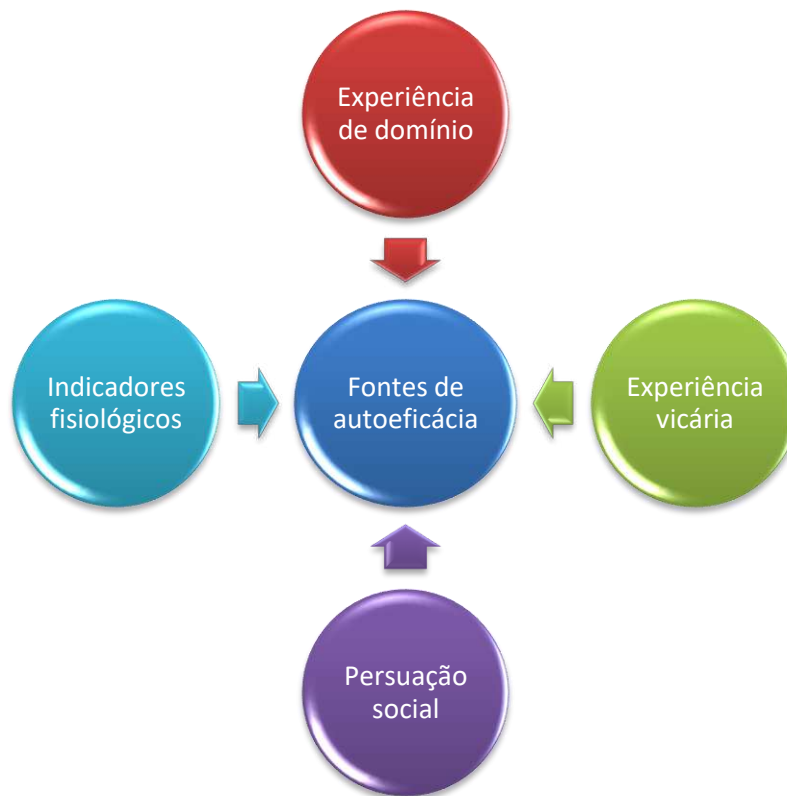 Experiência
de domínio
Indicadores
fisiológicos
Fontes de
autoeficácia
Experiência
vicária
Persuação
social